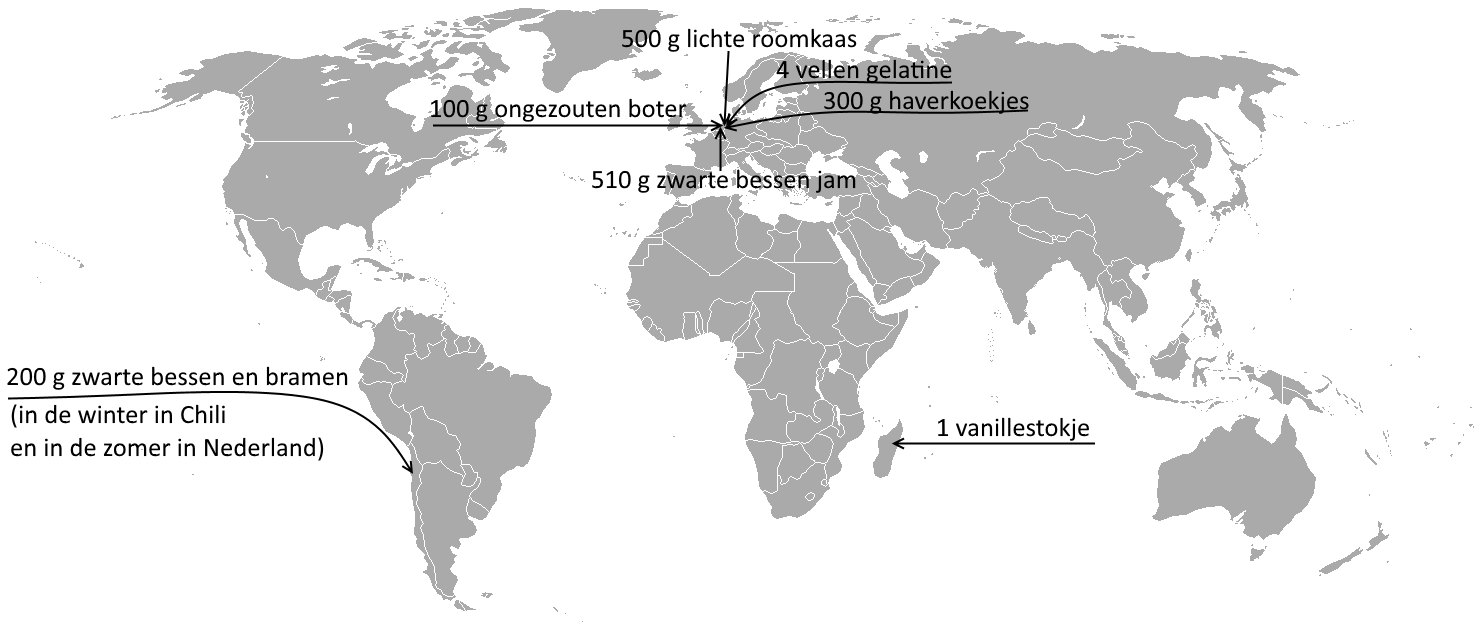 500 g lichte roomkaas
4 vellen gelatine
300 g haverkoekjes
100 g ongezouten boter
510 g zwarte bessen jam
200 g zwarte bessen en bramen
(in de winter in Chili
en in de zomer in Nederland)
1 vanillestokje